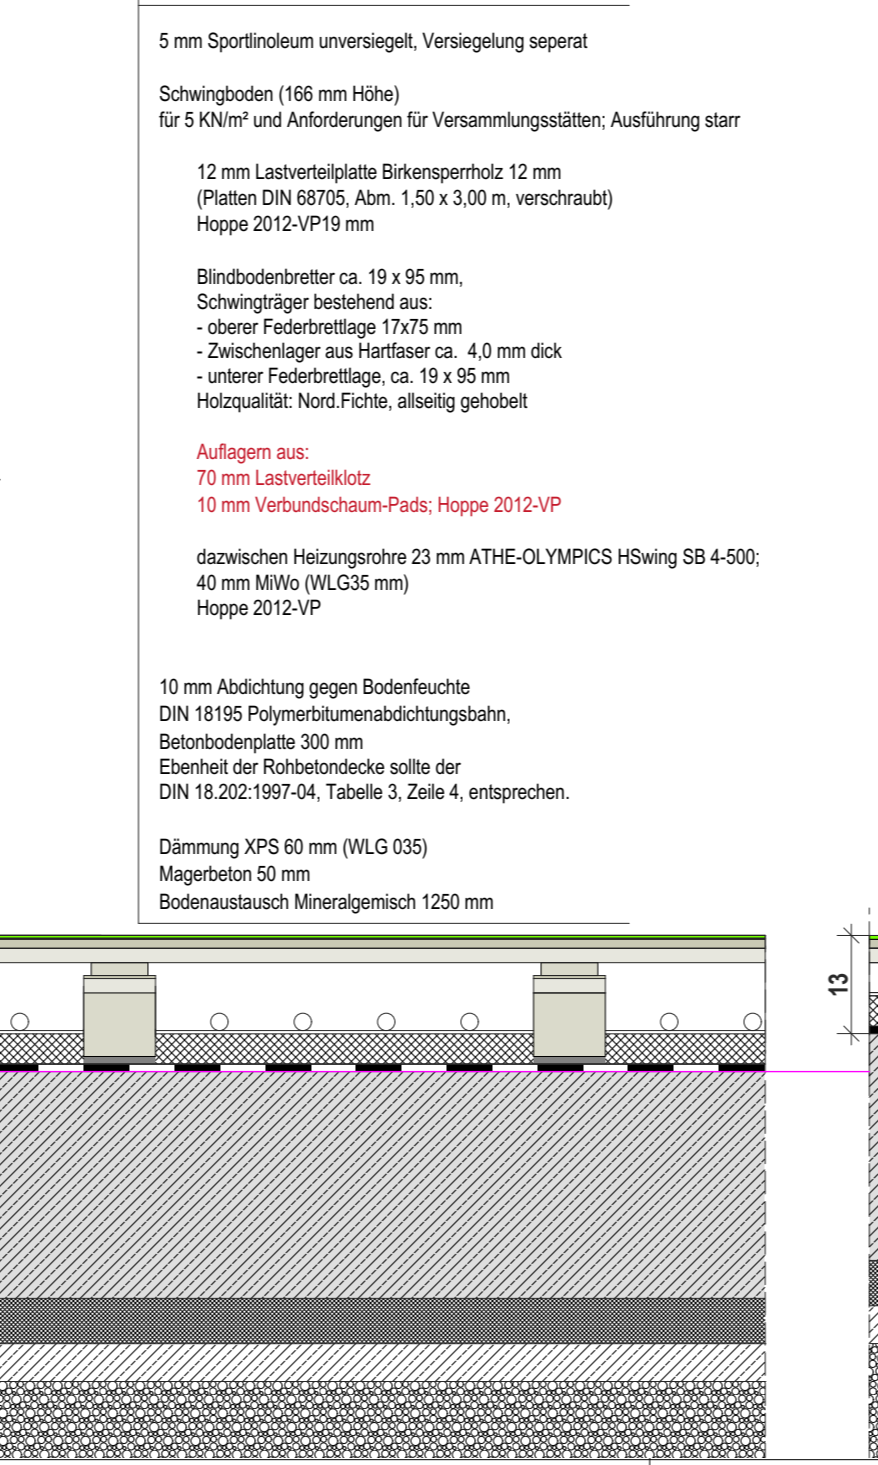 5 mm Sportlinoleum unversiegelt, Versiegelung seperat
Schwingboden (166 mm Höhe)
für 5 KN/m² und Anforderungen für Versammlungsstätten; Ausführung starr
12 mm Lastverteilplatte Birkensperrholz 12 mm
(Platten DIN 68705, Abm. 1,50 x 3,00 m, verschraubt)
Hoppe 2012-VP19 mm
Blindbodenbretter ca. 19 x 95 mm,
Schwingträger bestehend aus:
- oberer Federbrettlage 17x75 mm
- Zwischenlager aus Hartfaser ca. 4,0 mm dick
- unterer Federbrettlage, ca. 19 x 95 mm
Holzqualität: Nord.Fichte, allseitig gehobelt
Auflagern aus:
70 mm Lastverteilklotz
10 mm Verbundschaum-Pads; Hoppe 2012-VP
dazwischen Heizungsrohre 23 mm ATHE-OLYMPICS HSwing SB 4-500;
40 mm MiWo (WLG35 mm)
Hoppe 2012-VP
10 mm Abdichtung gegen Bodenfeuchte
DIN 18195 Polymerbitumenabdichtungsbahn,
Betonbodenplatte 300 mm
Ebenheit der Rohbetondecke sollte der
DIN 18.202:1997-04, Tabelle 3, Zeile 4, entsprechen.
Dämmung XPS 60 mm (WLG 035)
Magerbeton 50 mm
Bodenaustausch Mineralgemisch 1250 mm
13